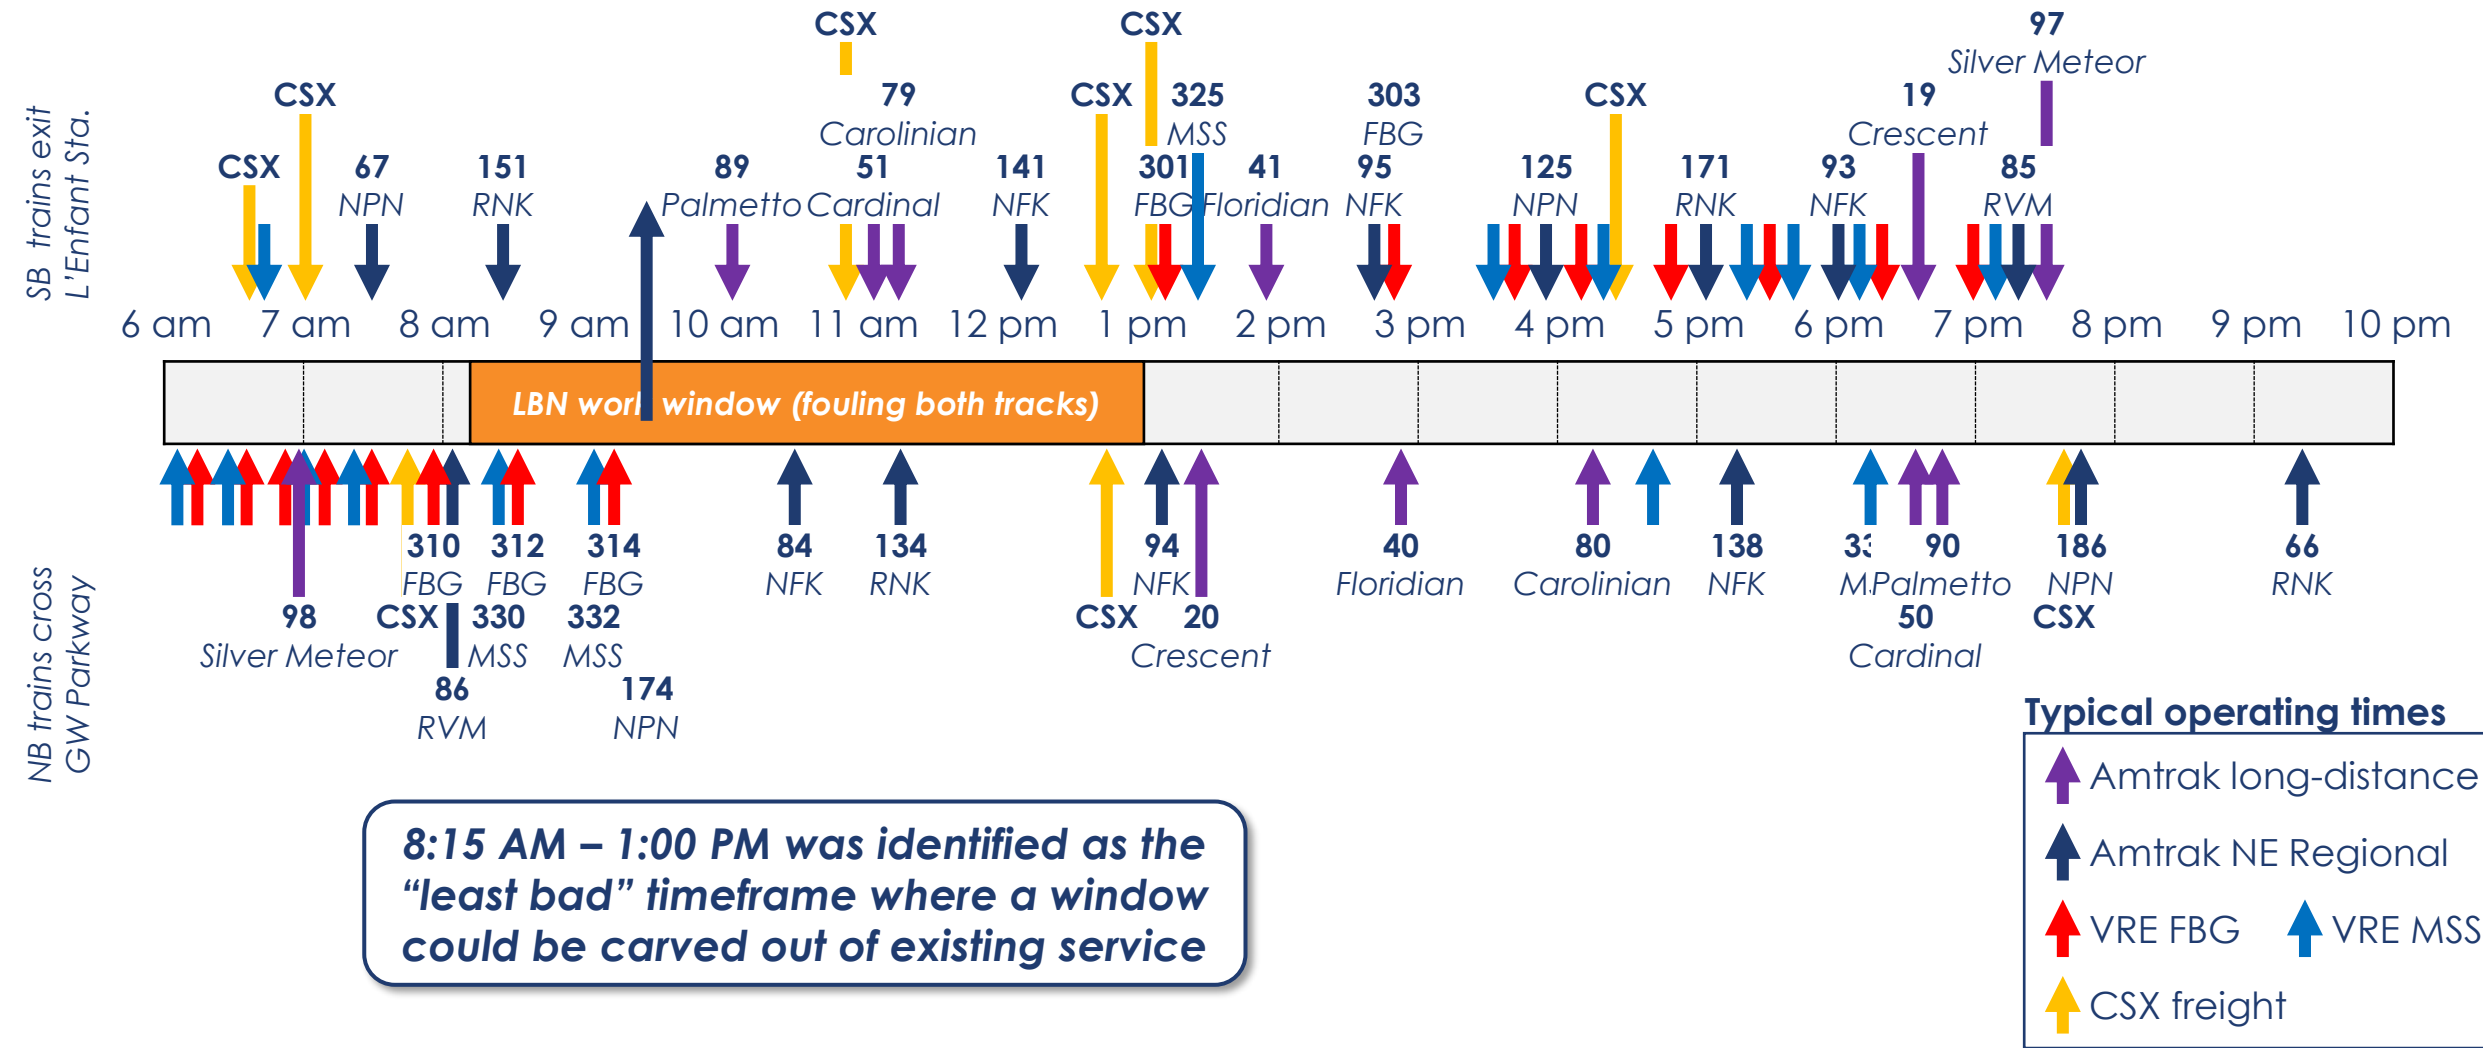 CSX
CSX
97
Silver Meteor
CSX
79
Carolinian
CSX
325
MSS
303
FBG
CSX
19
Crescent
SB trains exit
L'Enfant Sta.
CSX
67
NPN
151
RNK
89
Palmetto
51
Cardinal
141
NFK
301
FBG
41
Floridian
95
NFK
125
NPN
171
RNK
93
NFK
85
RVM
6 am 7 am 8 am 9 am 10 am 11 am 12 pm 1 pm 2 pm 3 pm 4 pm 5 pm 6 pm 7 pm 8 pm 9 pm 10 pm
LBN work window (fouling both tracks)
NB trains cross
GW Parkway
310
FBG
312
FBG
314
FBG
84
NFK
134
RNK
94
NFK
40
Floridian
80
Carolinian
138
NFK
33
M
90
Palmetto
186
NPN
66
RNK
98
Silver Meteor
CSX
330
MSS
332
MSS
CSX
20
Crescent
50
Cardinal
CSX
86
RVM
174
NPN
8:15 AM – 1:00 PM was identified as the
“least bad” timeframe where a window
could be carved out of existing service
Typical operating times
Amtrak long-distance
Amtrak NE Regional
VRE FBG VRE MSS
CSX freight